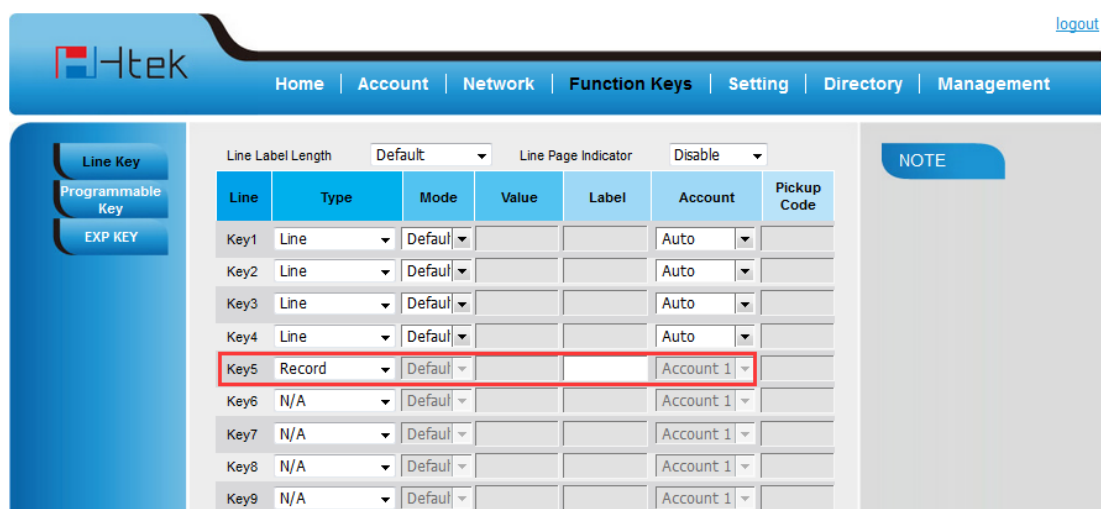 logout
Htek
Home | Account | Network | Function Keys | Setting | Directory | Management
Line Key
Programmable Key
EXP KEY
Line Label Length Default Line Page Indicator Disable
NOTE
Line Type Mode Value Label Account Pickup Code
Key1 Line Defaul Auto
Key2 Line Defaul Auto
Key3 Line Defaul Auto
Key4 Line Defaul Auto
Key5 Record Defaul Account 1
Key6 N/A Defaul Account 1
Key7 N/A Defaul Account 1
Key8 N/A Defaul Account 1
Key9 N/A Defaul Account 1